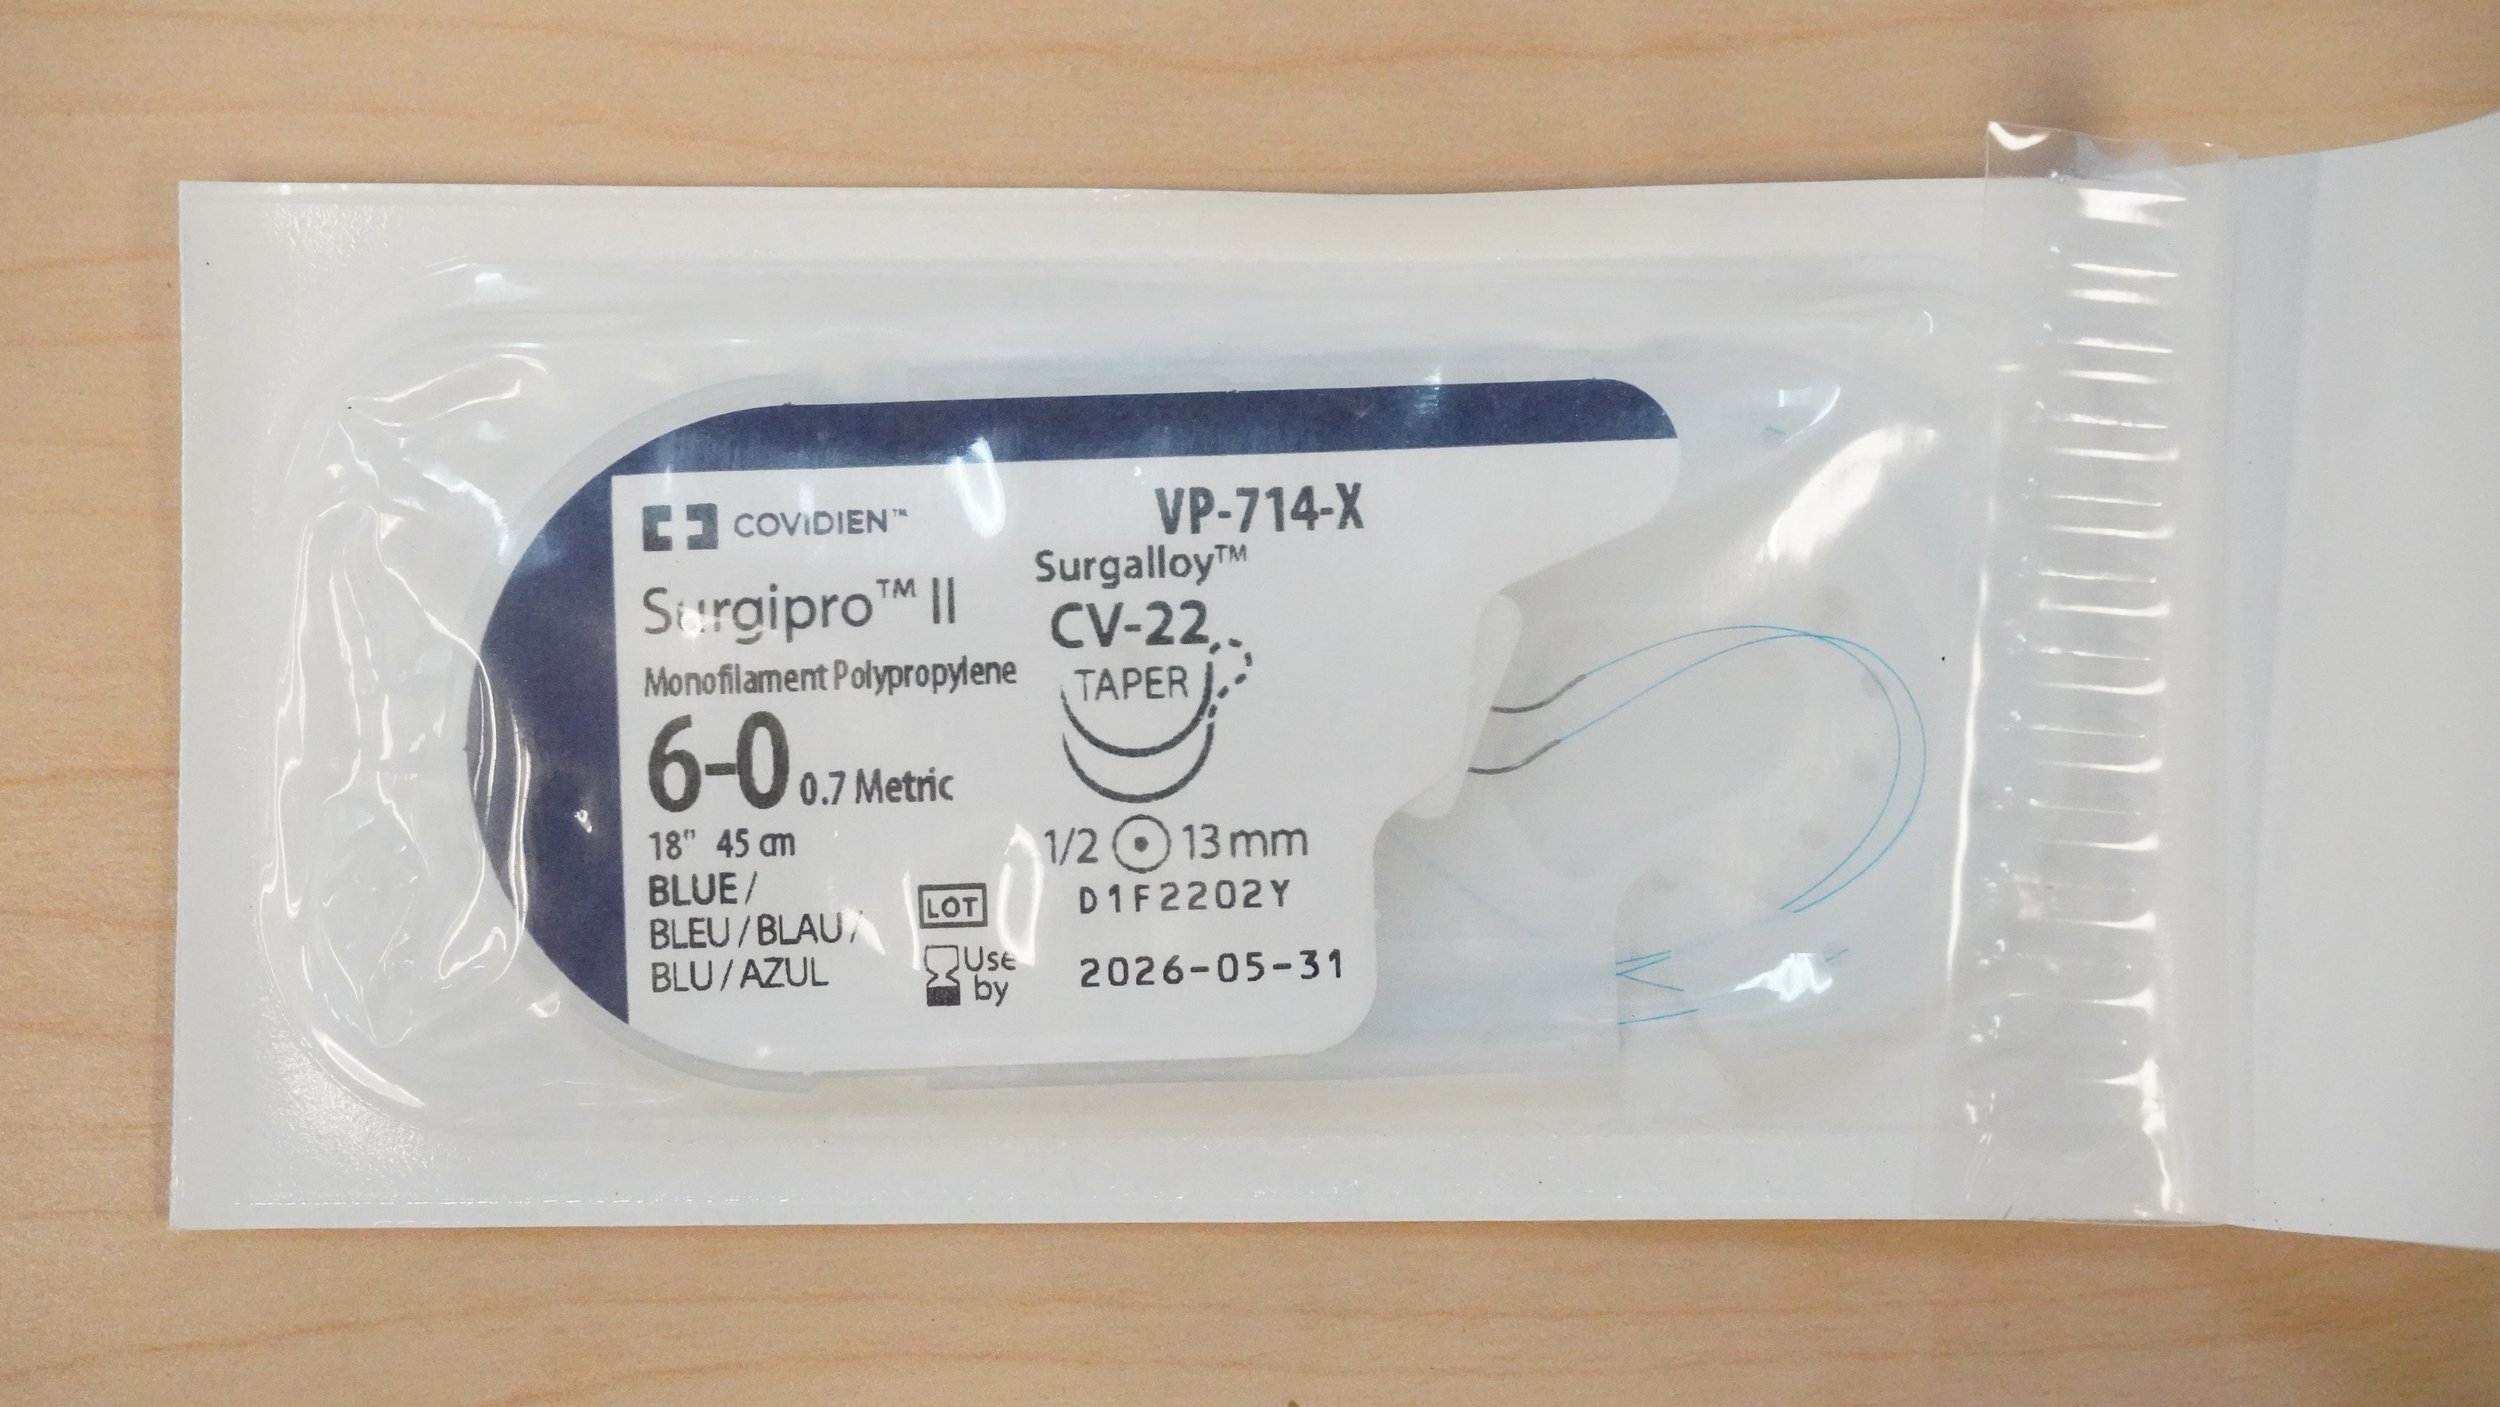 COVIDIEN™
VP-714-X
Surgipro™ II
Surgalloy™
CV-22
Monofilament Polypropylene
TAPER
6-0 0.7 Metric
18" 45 cm
1/2 13 mm
BLUE /
BLEU / BLAU /
BLU / AZUL
LOT D1F2202Y
Use by 2026-05-31